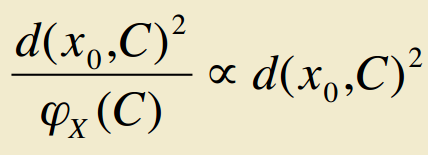 d(x₀,C)²
φ_X(C) ∝ d(x₀,C)²